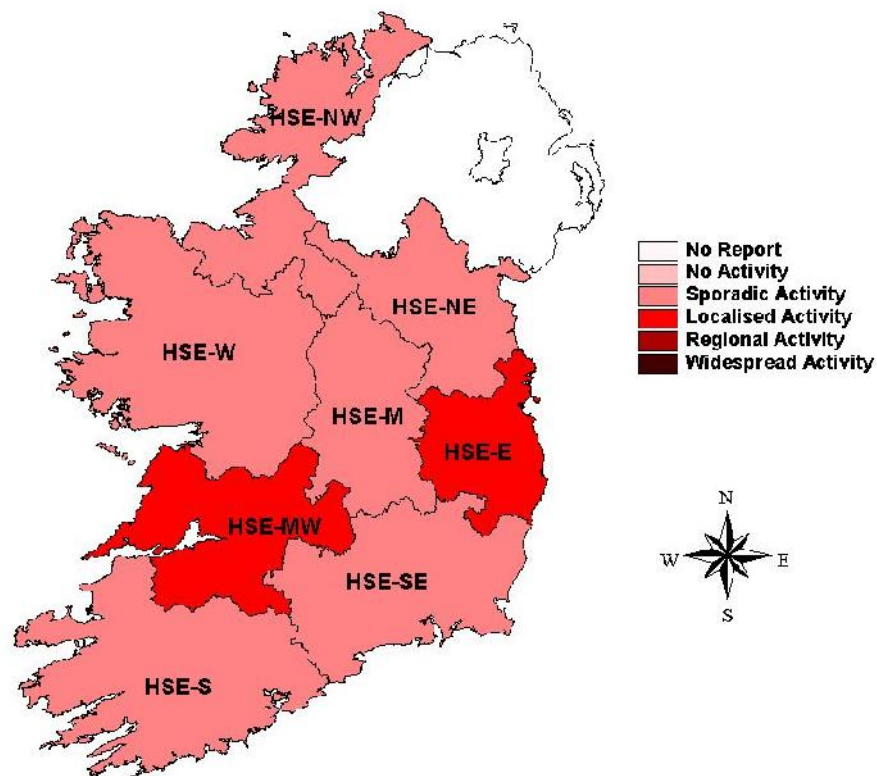 HSE-NW
No Report
No Activity
Sporadic Activity
Localised Activity
Regional Activity
Widespread Activity
HSE-NE
HSE-W
HSE-M
HSE-E
HSE-MW
HSE-SE
HSE-S
N
W E
S